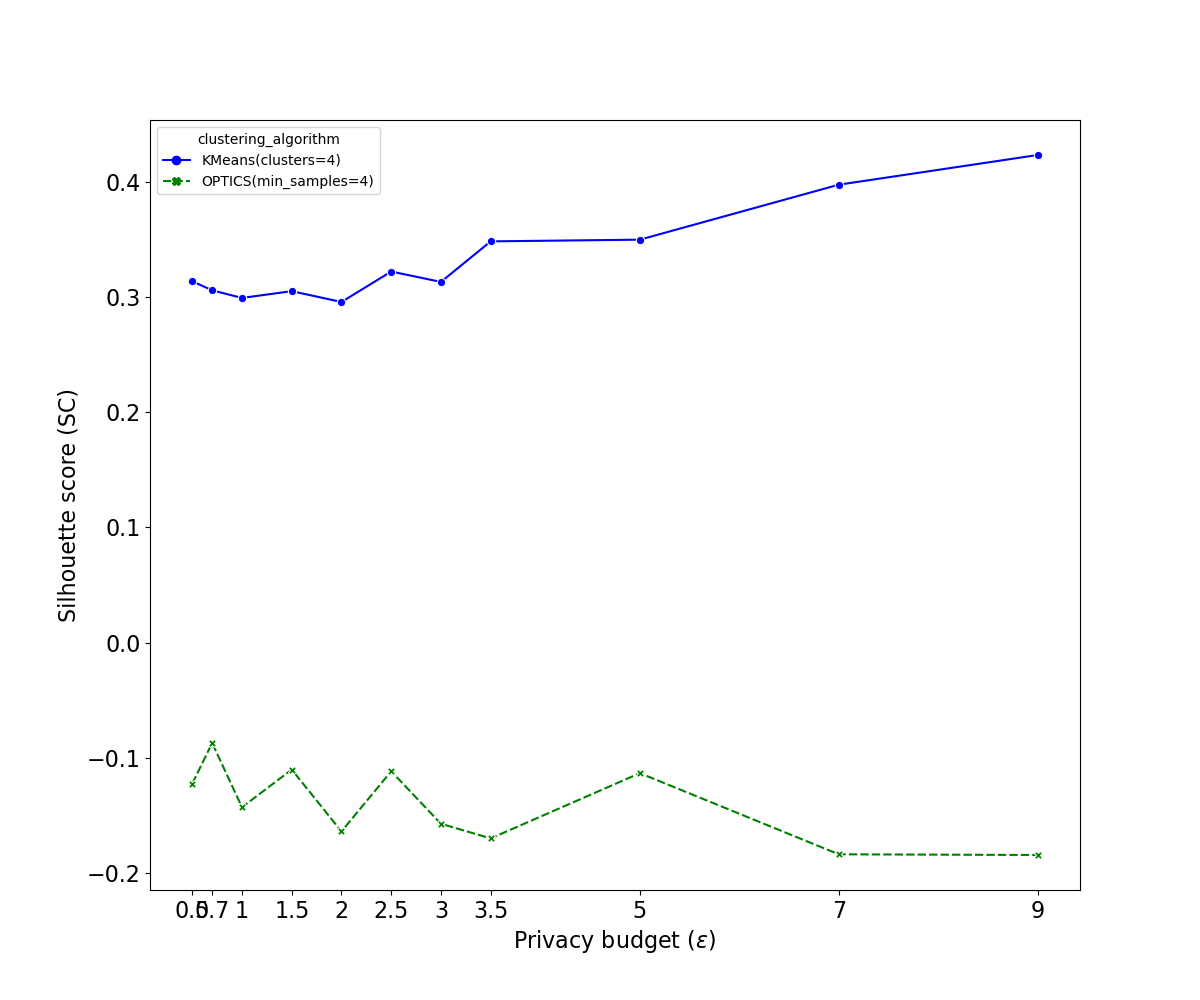 clustering_algorithm
KMeans(clusters=4)
OPTICS(min_samples=4)
0.4
0.3
0.2
0.1
0.0
−0.1
−0.2
Silhouette score (SC)
0.5 0.7 1 1.5 2 2.5 3 3.5 5 7 9
Privacy budget (ε)